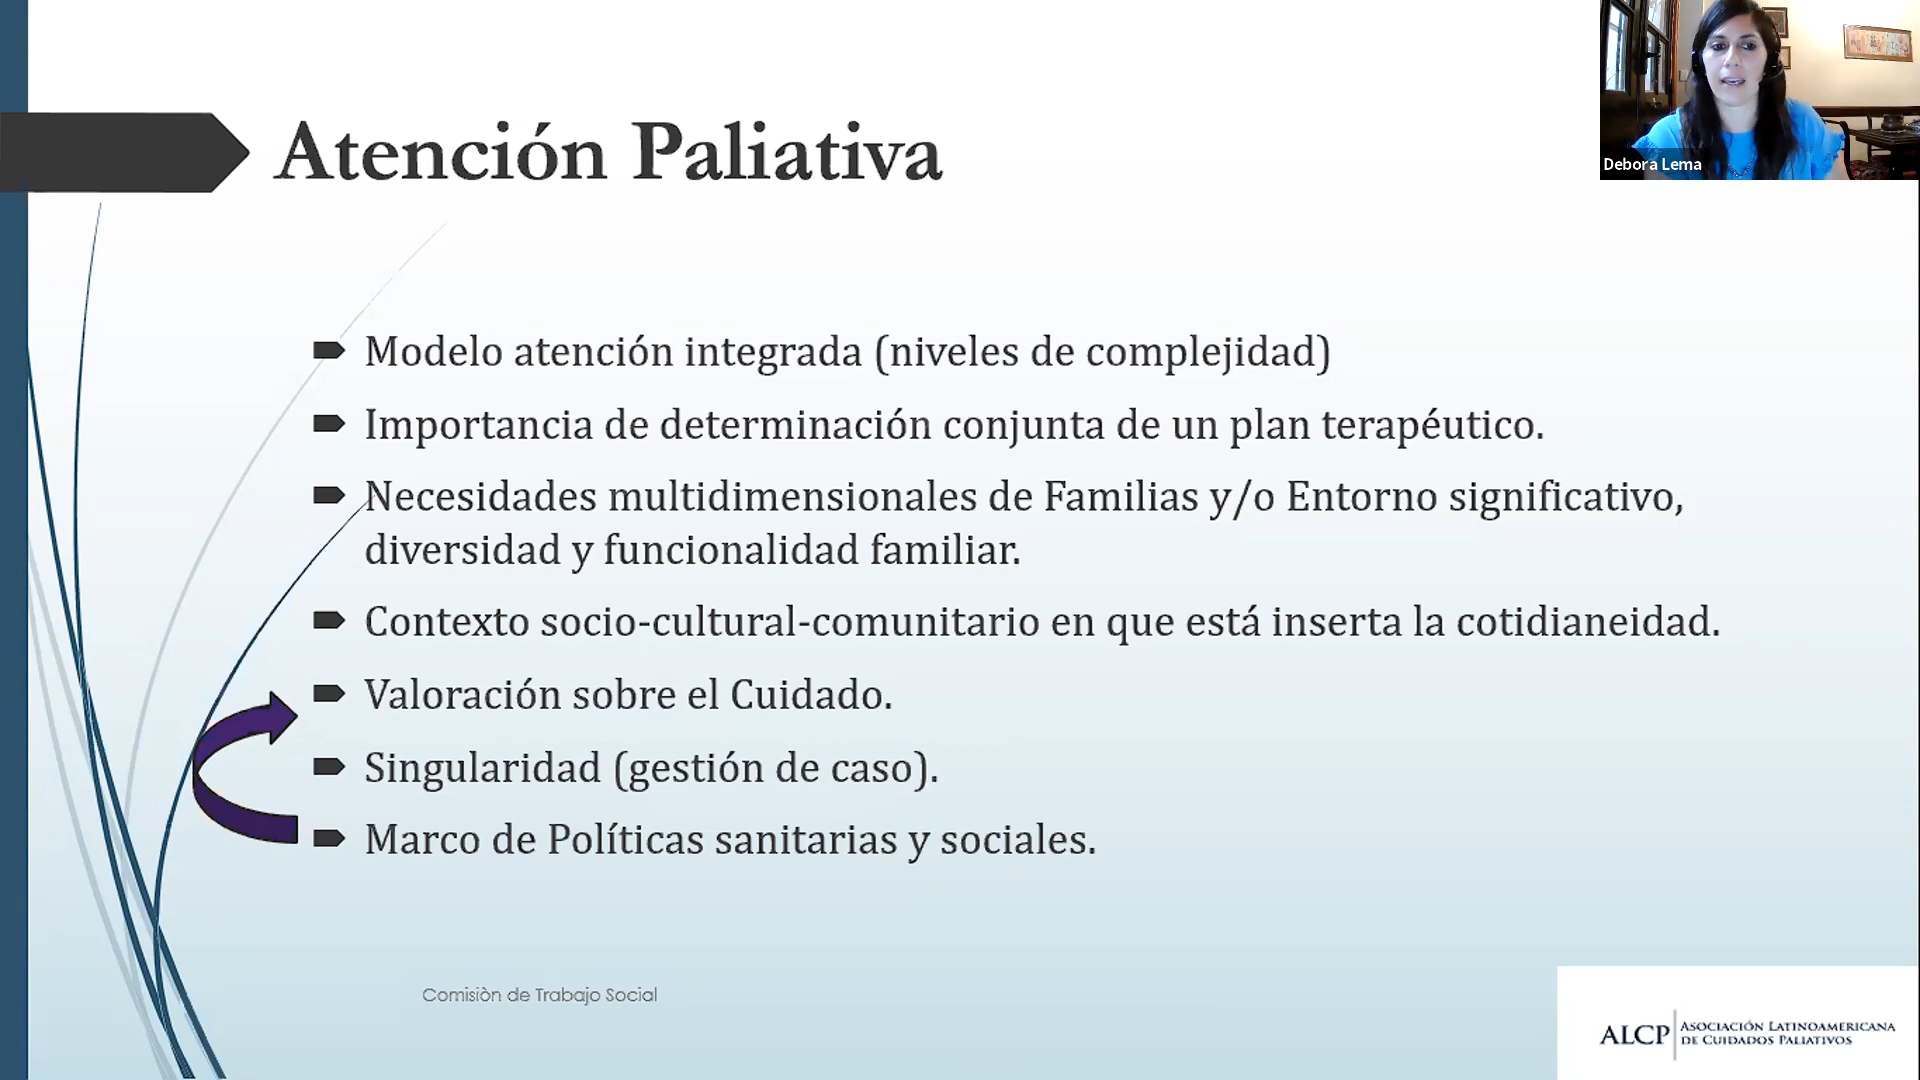 Debora Lema
Atención Paliativa
Modelo atención integrada (niveles de complejidad)
Importancia de determinación conjunta de un plan terapéutico.
Necesidades multidimensionales de Familias y/o Entorno significativo,
diversidad y funcionalidad familiar.
Contexto socio-cultural-comunitario en que está inserta la cotidianeidad.
Valoración sobre el Cuidado.
Singularidad (gestión de caso).
Marco de Políticas sanitarias y sociales.
Comisiòn de Trabajo Social
ALCP
Asociación Latinoamericana
de Cuidados Paliativos